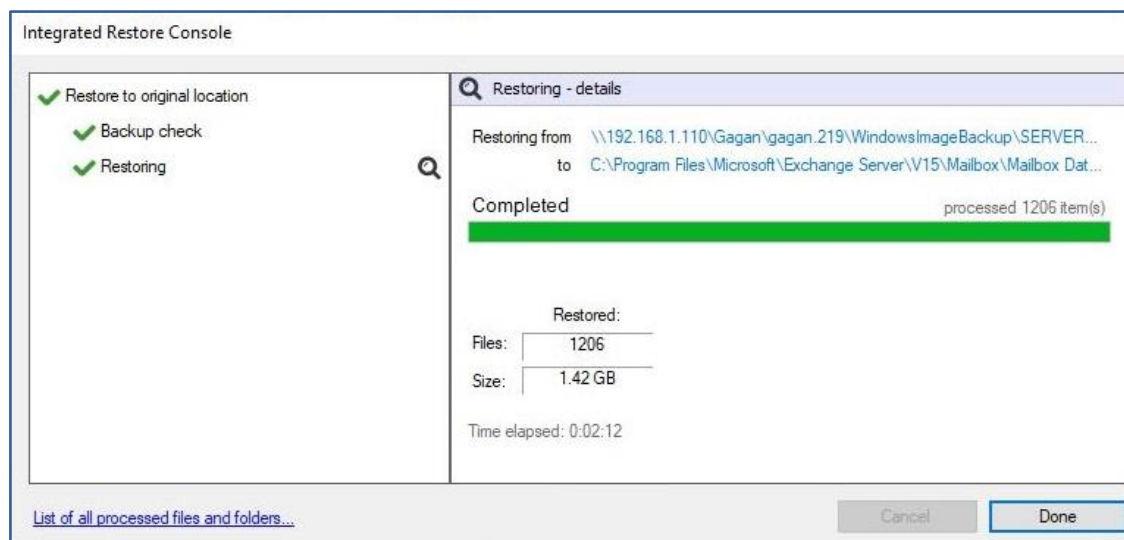 Integrated Restore Console
Restore to original location
Backup check
Restoring
Restoring - details
Restoring from \\192.168.1.110\Gagan\gagan.219\WindowsImageBackup\SERVER...
to C:\Program Files\Microsoft\Exchange Server\V15\Mailbox\Mailbox Dat...
Completed processed 1206 item(s)
Restored:
Files: 1206
Size: 1.42 GB
Time elapsed: 0:02:12
List of all processed files and folders... Cancel Done